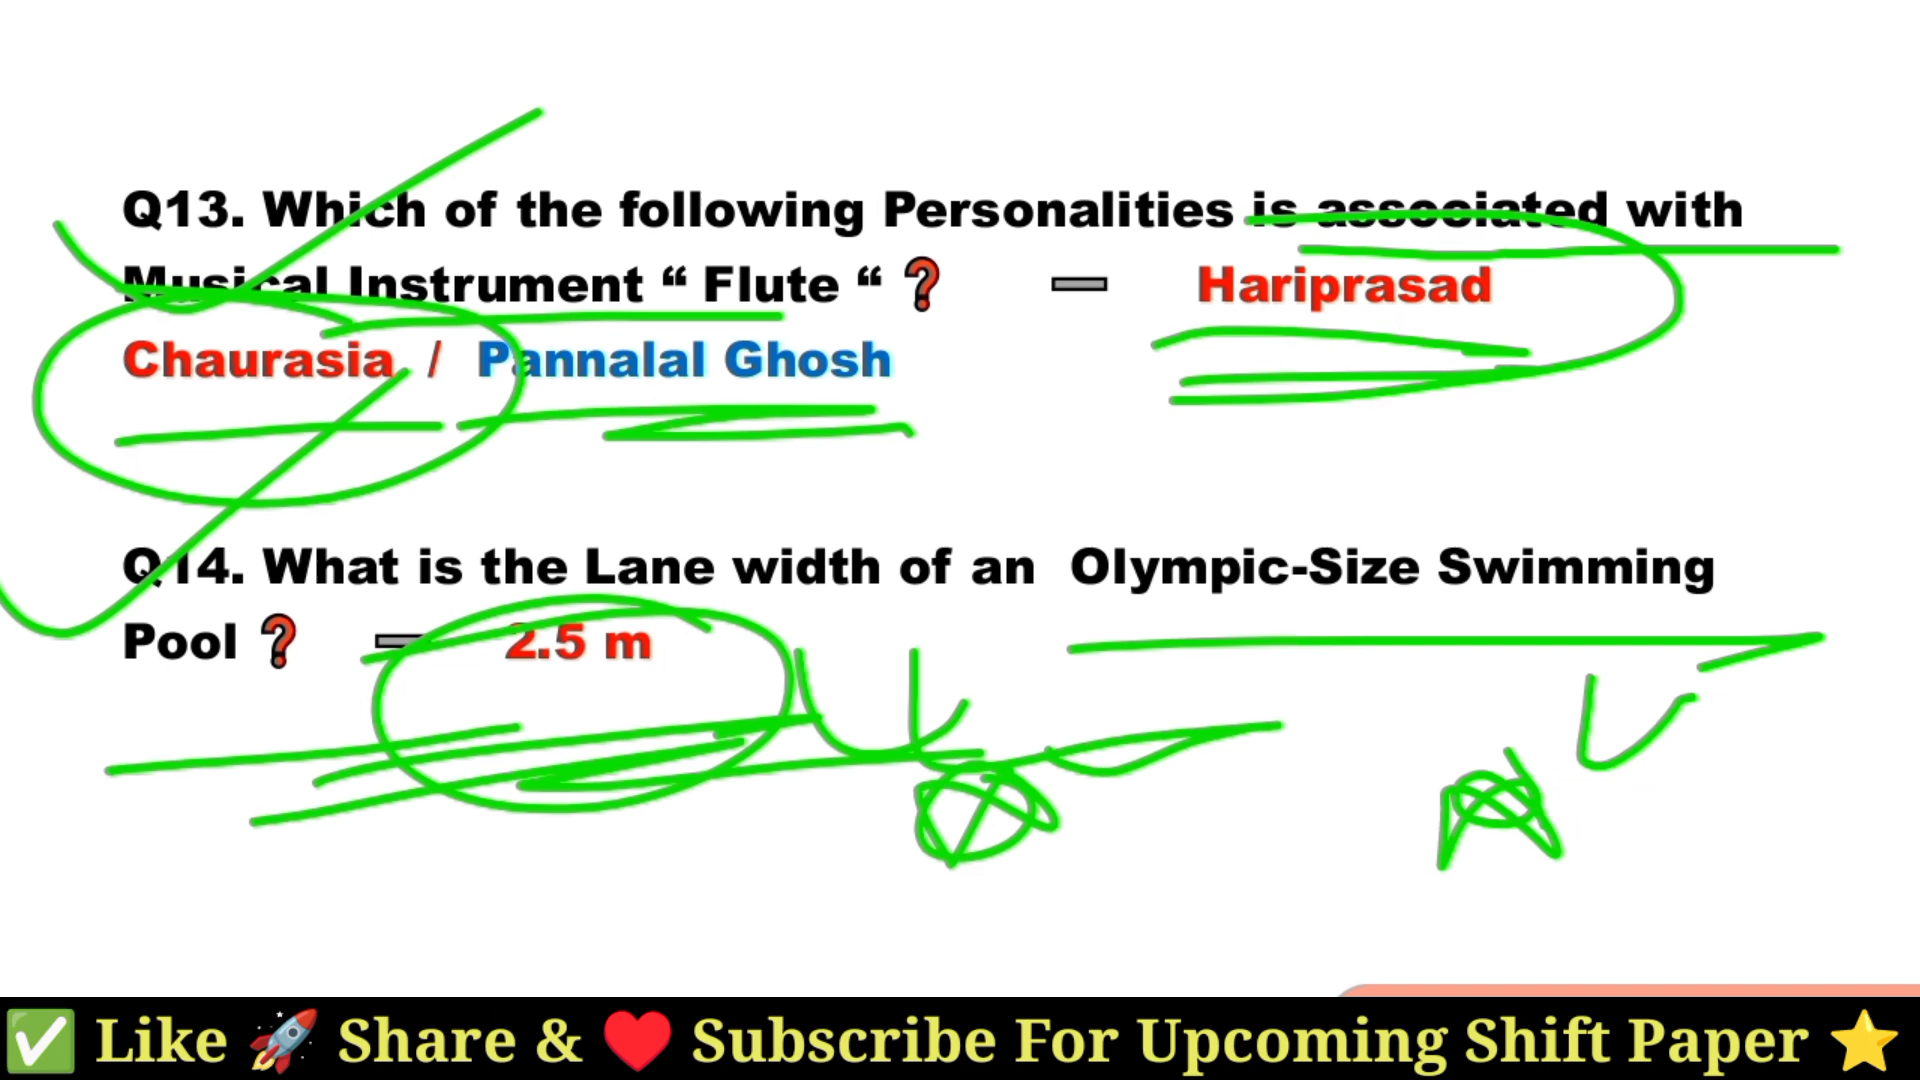 Q13. Which of the following Personalities is associated with
Musical Instrument “ Flute “ ❓ — Hariprasad
Chaurasia / Pannalal Ghosh
Q14. What is the Lane width of an Olympic-Size Swimming
Pool ❓ — 2.5 m
✅ Like 🚀 Share & ❤️ Subscribe For Upcoming Shift Paper ⭐